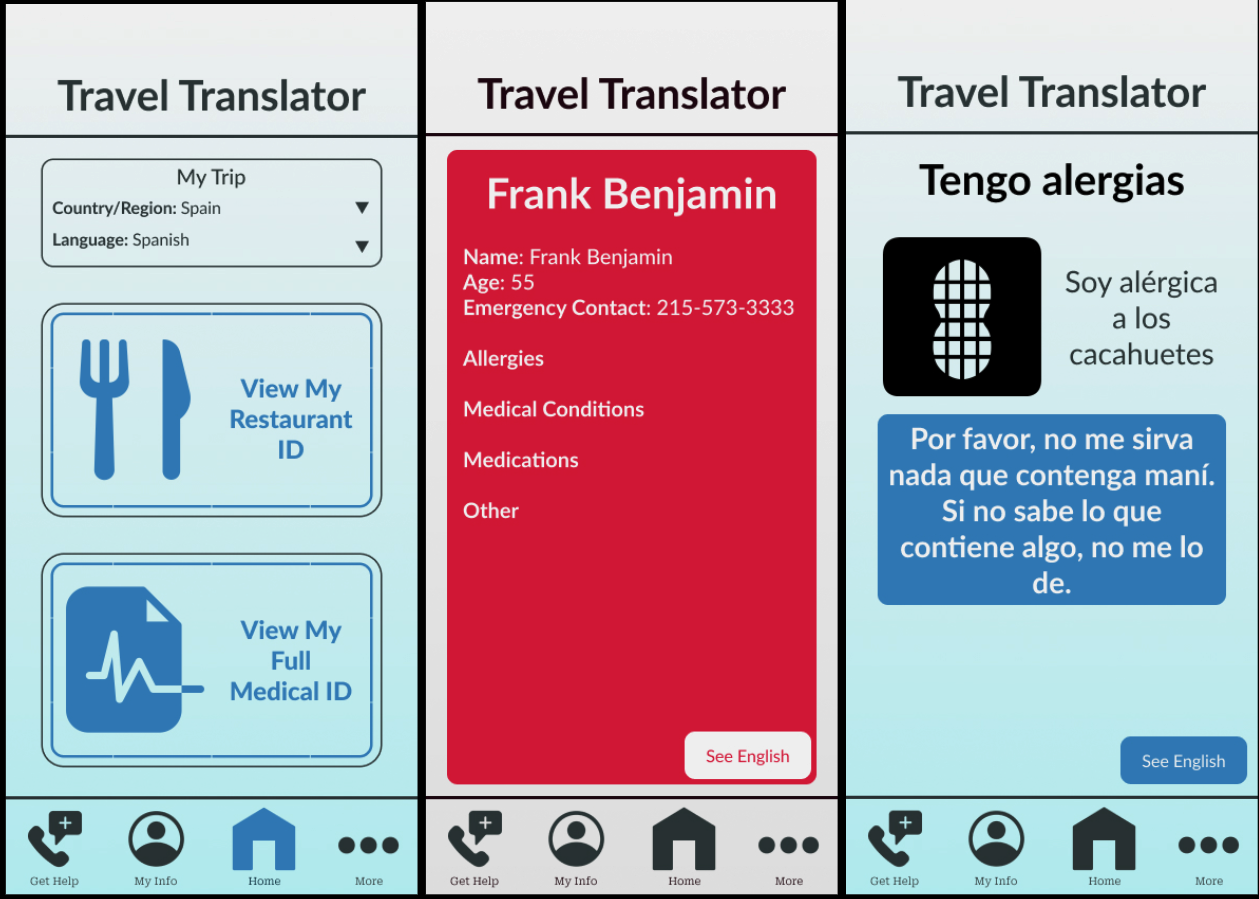 Travel Translator
My Trip
Country/Region: Spain
Language: Spanish
View My
Restaurant
ID
View My
Full
Medical ID
Get Help
My Info
Home
More
Travel Translator
Frank Benjamin
Name: Frank Benjamin
Age: 55
Emergency Contact: 215-573-3333
Allergies
Medical Conditions
Medications
Other
See English
Get Help
My Info
Home
More
Travel Translator
Tengo alergias
Soy alérgica
a los
cacahuetes
Por favor, no me sirva
nada que contenga maní.
Si no sabe lo que
contiene algo, no me lo
de.
See English
Get Help
My Info
Home
More